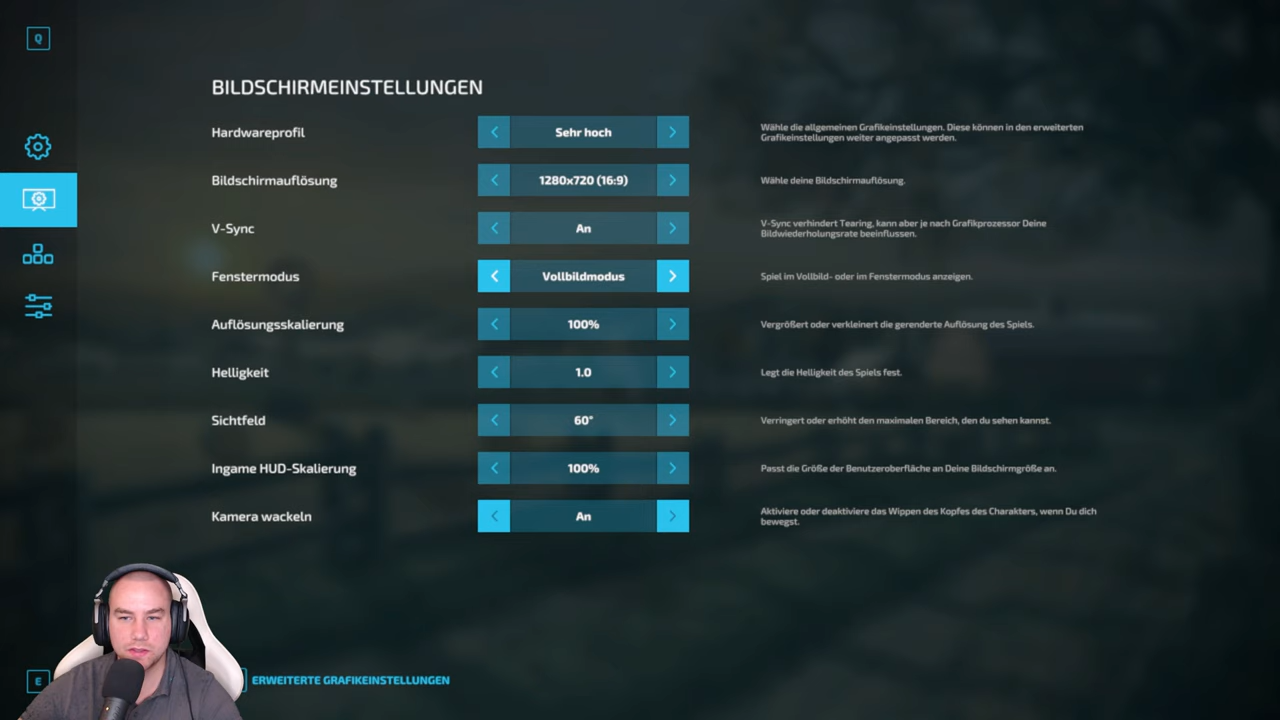 Q
BILDSCHIRMEINSTELLUNGEN
Hardwareprofil
Sehr hoch
Wähle die allgemeinen Grafikeinstellungen. Diese können in den erweiterten
Grafikeinstellungen weiter angepasst werden.
Bildschirmauflösung
1280x720 (16:9)
Wähle deine Bildschirmauflösung.
V-Sync
An
V-Sync verhindert Tearing, kann aber je nach Grafikprozessor Deine
Bildwiederholungsrate beeinflussen.
Fenstermodus
Vollbildmodus
Spiel im Vollbild- oder im Fenstermodus anzeigen.
Auflösungsskalierung
100%
Vergrößert oder verkleinert die gerenderte Auflösung des Spiels.
Helligkeit
1.0
Legt die Helligkeit des Spiels fest.
Sichtfeld
60°
Verringert oder erhöht den maximalen Bereich, den du sehen kannst.
Ingame HUD-Skalierung
100%
Passt die Größe der Benutzeroberfläche an Deine Bildschirmgröße an.
Kamera wackeln
An
Aktiviere oder deaktiviere das Wippen des Kopfes des Charakters, wenn Du dich
bewegst.
E
ERWEITERTE GRAFIKEINSTELLUNGEN